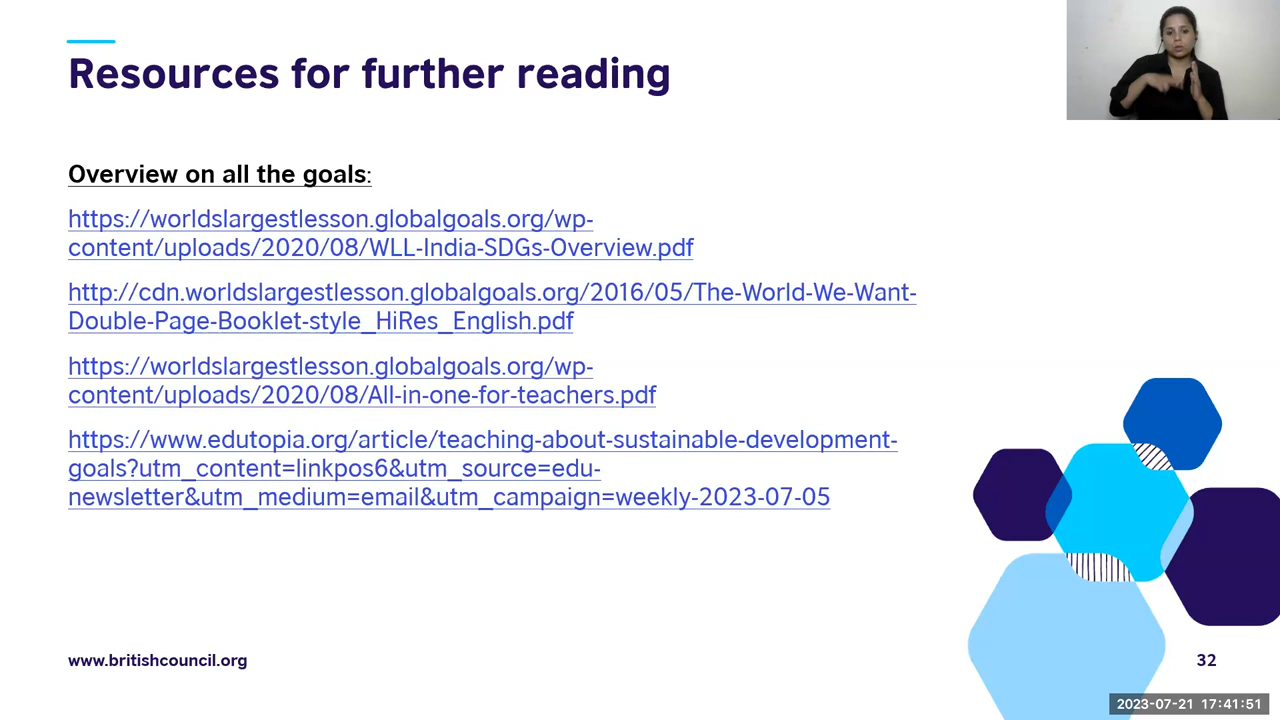 Resources for further reading
Overview on all the goals:
https://worldslargestlesson.globalgoals.org/wp-
content/uploads/2020/08/WLL-India-SDGs-Overview.pdf
http://cdn.worldslargestlesson.globalgoals.org/2016/05/The-World-We-Want-
Double-Page-Booklet-style_HiRes_English.pdf
https://worldslargestlesson.globalgoals.org/wp-
content/uploads/2020/08/All-in-one-for-teachers.pdf
https://www.edutopia.org/article/teaching-about-sustainable-development-
goals?utm_content=linkpos6&utm_source=edu-
newsletter&utm_medium=email&utm_campaign=weekly-2023-07-05
www.britishcouncil.org
32
2023-07-21 17:41:51